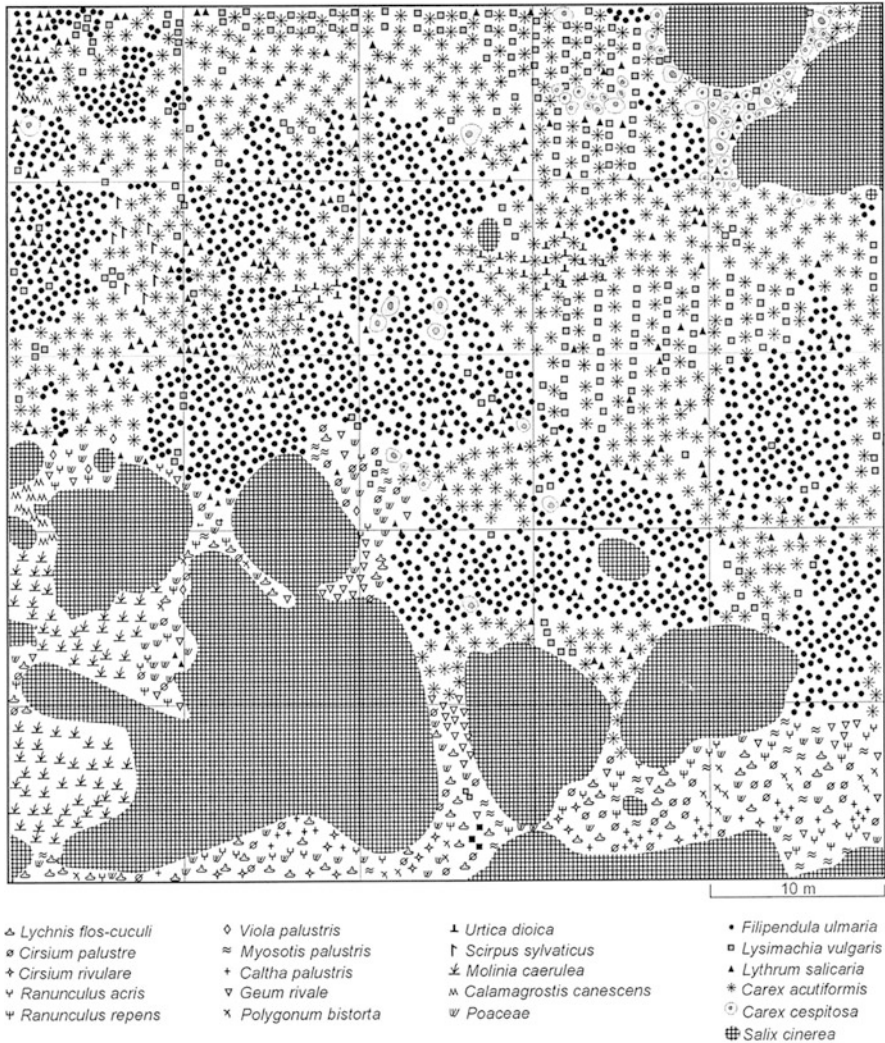 10 m
Lychnis flos-cuculi
Cirsium palustre
Cirsium rivulare
Ranunculus acris
Ranunculus repens
Viola palustris
Myosotis palustris
Caltha palustris
Geum rivale
Polygonum bistorta
Urtica dioica
Scirpus sylvaticus
Molinia caerulea
Calamagrostis canescens
Poaceae
Filipendula ulmaria
Lysimachia vulgaris
Lythrum salicaria
Carex acutiformis
Carex cespitosa
Salix cinerea